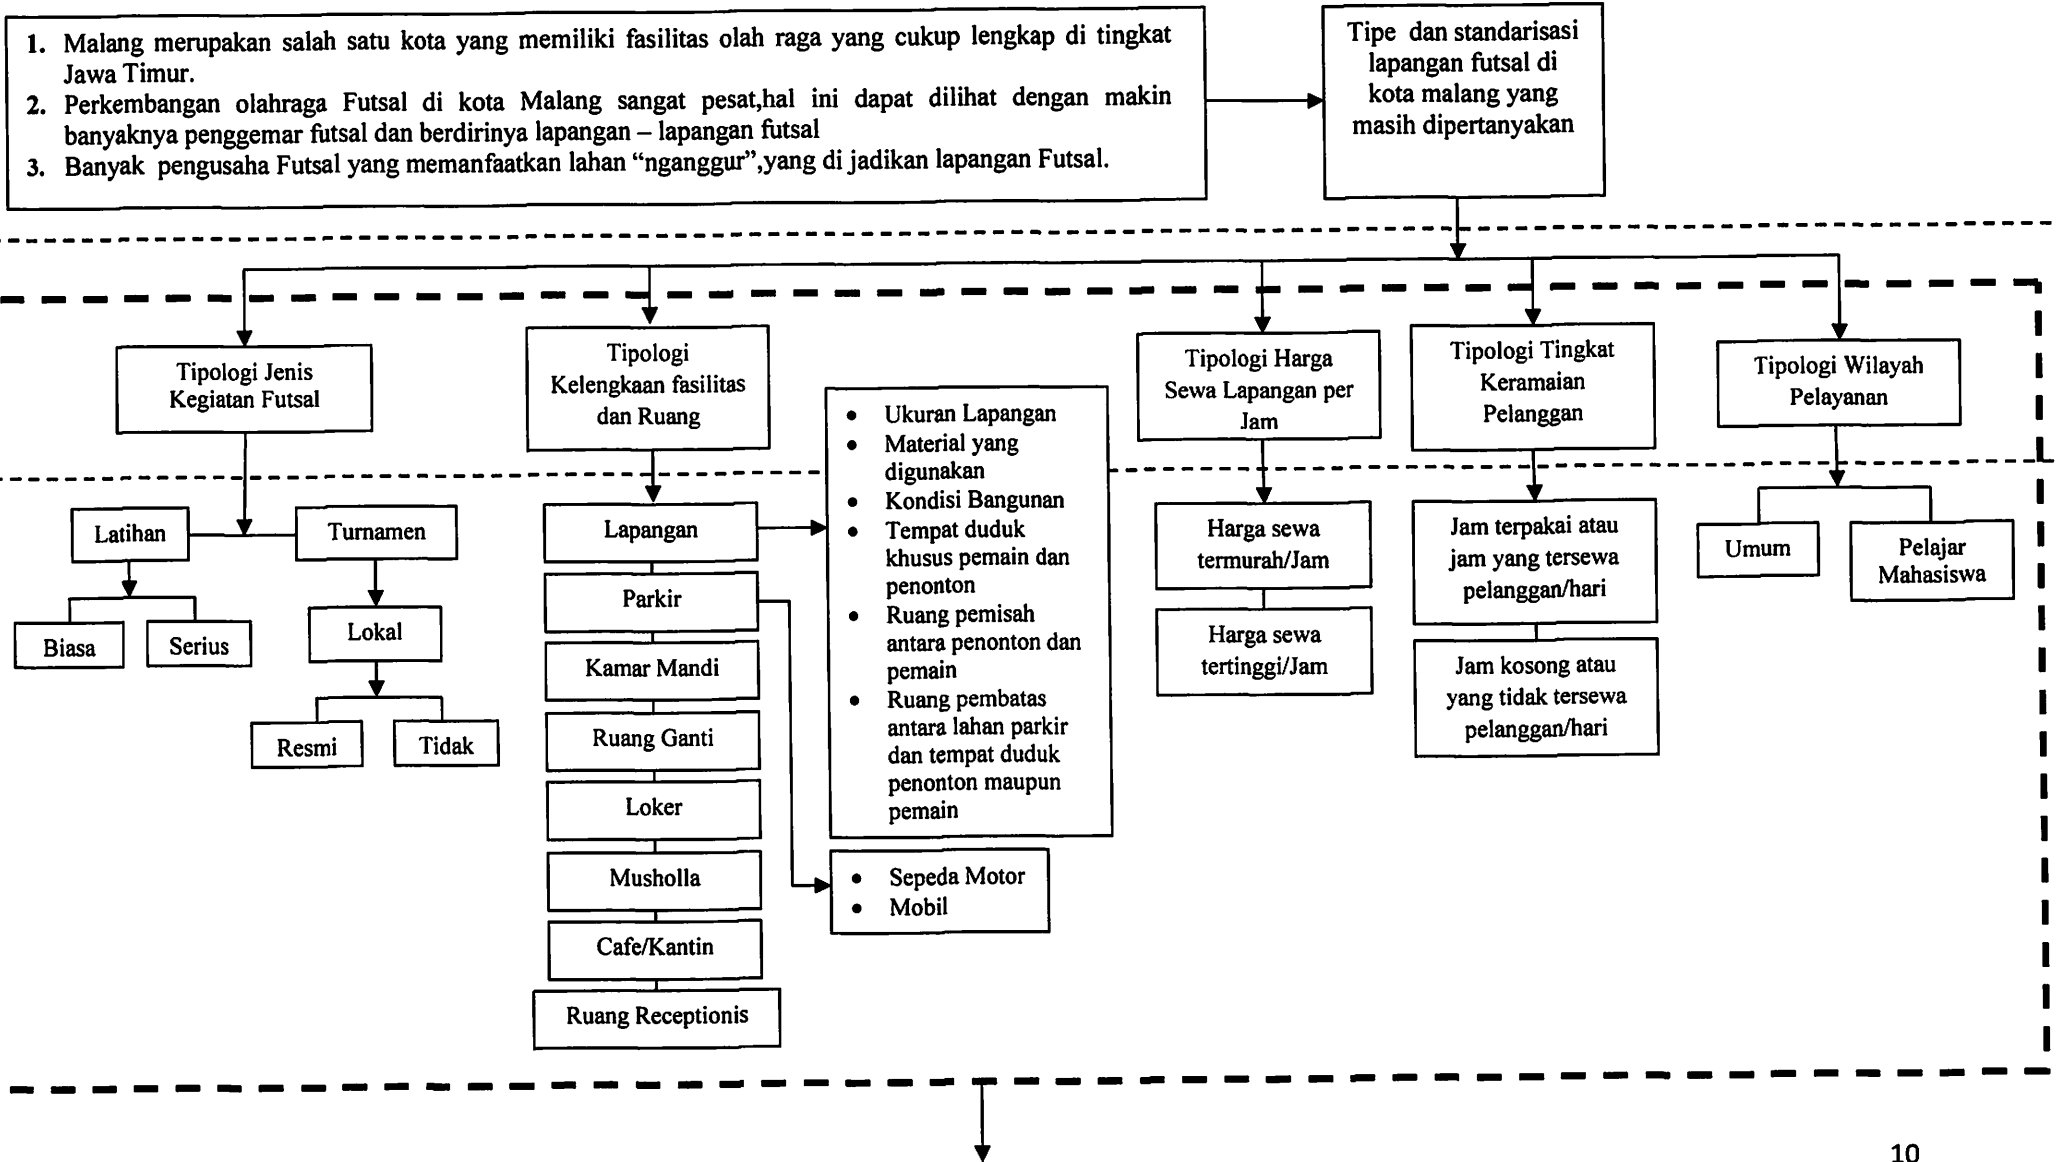 1. Malang merupakan salah satu kota yang memiliki fasilitas olah raga yang cukup lengkap di tingkat
Jawa Timur.
2. Perkembangan olahraga Futsal di kota Malang sangat pesat,hal ini dapat dilihat dengan makin
banyaknya penggemar futsal dan berdirinya lapangan – lapangan futsal
3. Banyak pengusaha Futsal yang memanfaatkan lahan “nganggur”,yang di jadikan lapangan Futsal.
Tipe dan standarisasi
lapangan futsal di
kota malang yang
masih dipertanyakan
Tipologi Jenis
Kegiatan Futsal
Tipologi
Kelengkaan fasilitas
dan Ruang
Tipologi Harga
Sewa Lapangan per
Jam
Tipologi Tingkat
Keramaian
Pelanggan
Tipologi Wilayah
Pelayanan
Latihan
Turnamen
Biasa
Serius
Lokal
Resmi
Tidak
Lapangan
Parkir
Kamar Mandi
Ruang Ganti
Loker
Musholla
Cafe/Kantin
Ruang Receptionis
• Ukuran Lapangan
• Material yang
digunakan
• Kondisi Bangunan
• Tempat duduk
khusus pemain dan
penonton
• Ruang pemisah
antara penonton dan
pemain
• Ruang pembatas
antara lahan parkir
dan tempat duduk
penonton maupun
pemain
• Sepeda Motor
• Mobil
Harga sewa
termurah/Jam
Harga sewa
tertinggi/Jam
Jam terpakai atau
jam yang tersewa
pelanggan/hari
Jam kosong atau
yang tidak tersewa
pelanggan/hari
Umum
Pelajar
Mahasiswa
10